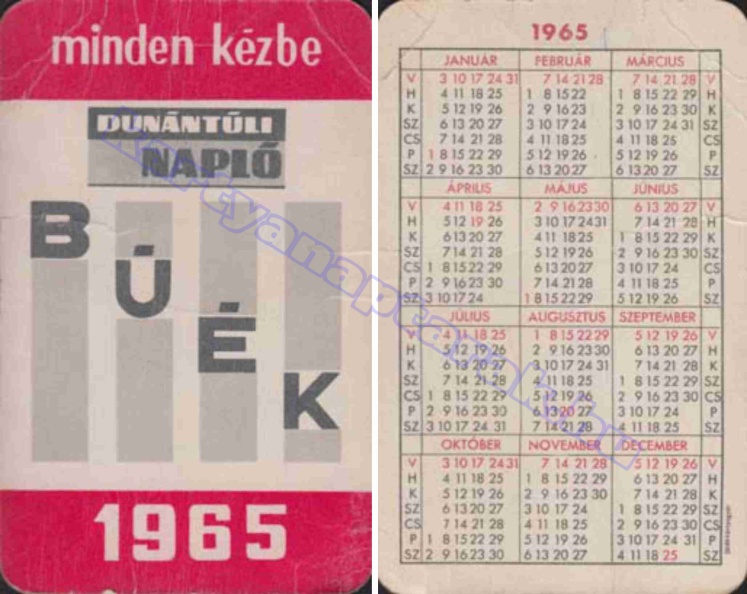 minden kézbe
DUNÁNTÚLI
NAPLÓ
B
Ú
É
K
1965
1965
JANUÁR FEBRUÁR MÁRCIUS
V 3 10 17 24 31 7 14 21 28 7 14 21 28 V
H 4 11 18 25 1 8 15 22 1 8 15 22 29 H
K 5 12 19 26 2 9 16 23 2 9 16 23 30 K
SZ 6 13 20 27 3 10 17 24 3 10 17 24 31 SZ
CS 7 14 21 28 4 11 18 25 4 11 18 25 CS
P 1 8 15 22 29 5 12 19 26 5 12 19 26 P
SZ 2 9 16 23 30 6 13 20 27 6 13 20 27 SZ
ÁPRILIS MÁJUS JÚNIUS
V 4 11 18 25 2 9 16 23 30 6 13 20 27 V
H 5 12 19 26 3 10 17 24 31 7 14 21 28 H
K 6 13 20 27 4 11 18 25 1 8 15 22 29 K
SZ 7 14 21 28 5 12 19 26 2 9 16 23 30 SZ
CS 1 8 15 22 29 6 13 20 27 3 10 17 24 CS
P 2 9 16 23 30 7 14 21 28 4 11 18 25 P
SZ 3 10 17 24 1 8 15 22 29 5 12 19 26 SZ
JÚLIUS AUGUSZTUS SZEPTEMBER
V 4 11 18 25 1 8 15 22 29 5 12 19 26 V
H 5 12 19 26 2 9 16 23 30 6 13 20 27 H
K 6 13 20 27 3 10 17 24 31 7 14 21 28 K
SZ 7 14 21 28 4 11 18 25 1 8 15 22 29 SZ
CS 1 8 15 22 29 5 12 19 26 2 9 16 23 30 CS
P 2 9 16 23 30 6 13 20 27 3 10 17 24 P
SZ 3 10 17 24 31 7 14 21 28 4 11 18 25 SZ
OKTÓBER NOVEMBER DECEMBER
V 3 10 17 24 31 7 14 21 28 5 12 19 26 V
H 4 11 18 25 1 8 15 22 29 6 13 20 27 H
K 5 12 19 26 2 9 16 23 30 7 14 21 28 K
SZ 6 13 20 27 3 10 17 24 1 8 15 22 29 SZ
CS 7 14 21 28 4 11 18 25 2 9 16 23 30 CS
P 1 8 15 22 29 5 12 19 26 3 10 17 24 31 P
SZ 2 9 16 23 30 6 13 20 27 4 11 18 25 SZ
kartyanaptarok.hu